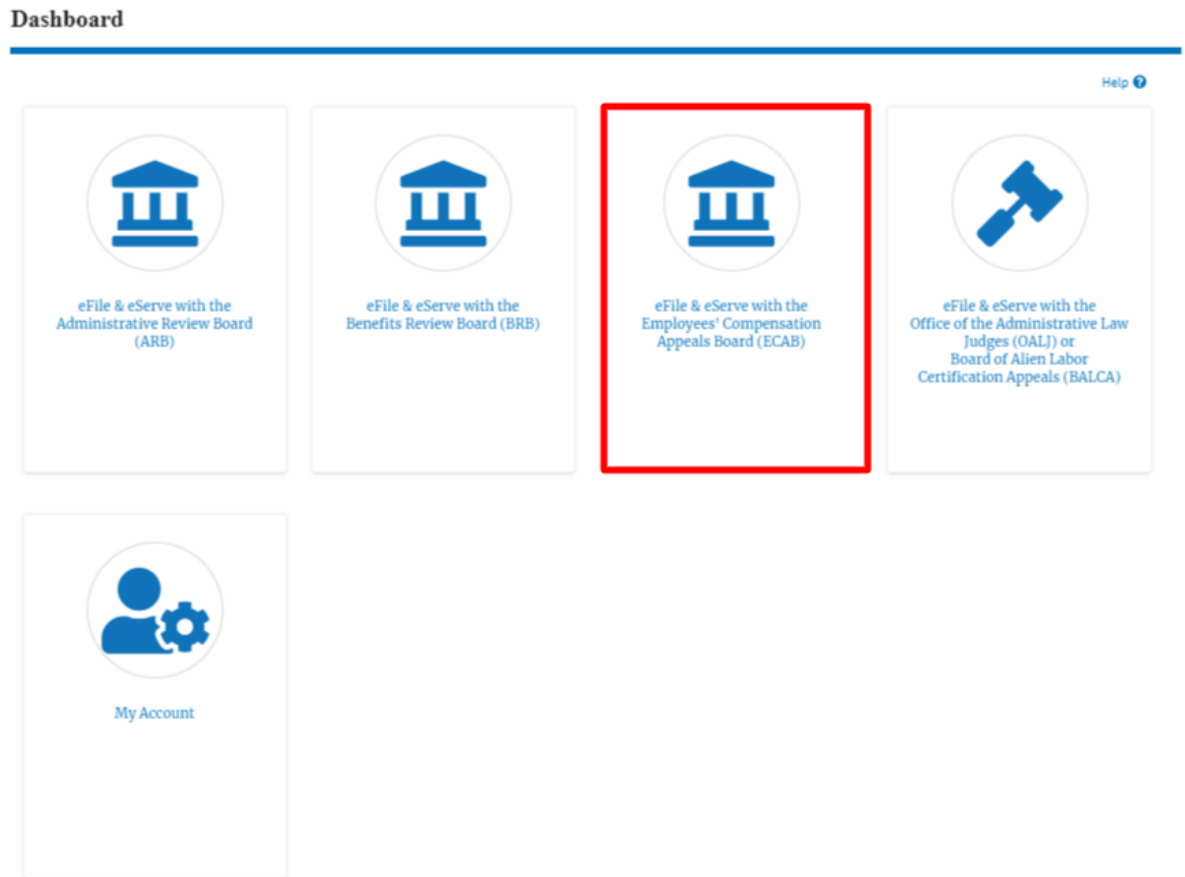 Dashboard
Help
eFile & eServe with the
Administrative Review Board
(ARB)
eFile & eServe with the
Benefits Review Board (BRB)
eFile & eServe with the
Employees' Compensation
Appeals Board (ECAB)
eFile & eServe with the
Office of the Administrative Law
Judges (OALJ) or
Board of Alien Labor
Certification Appeals (BALCA)
My Account